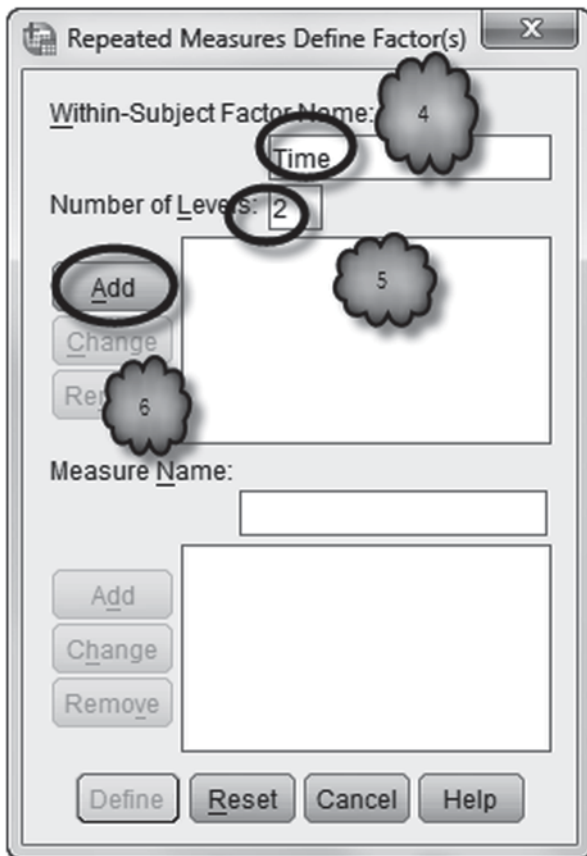 Repeated Measures Define Factor(s)
Within-Subject Factor Name:
4
Time
Number of Levels: 2
Add
5
Change
6
Measure Name:
Add
Change
Remove
Define Reset Cancel Help